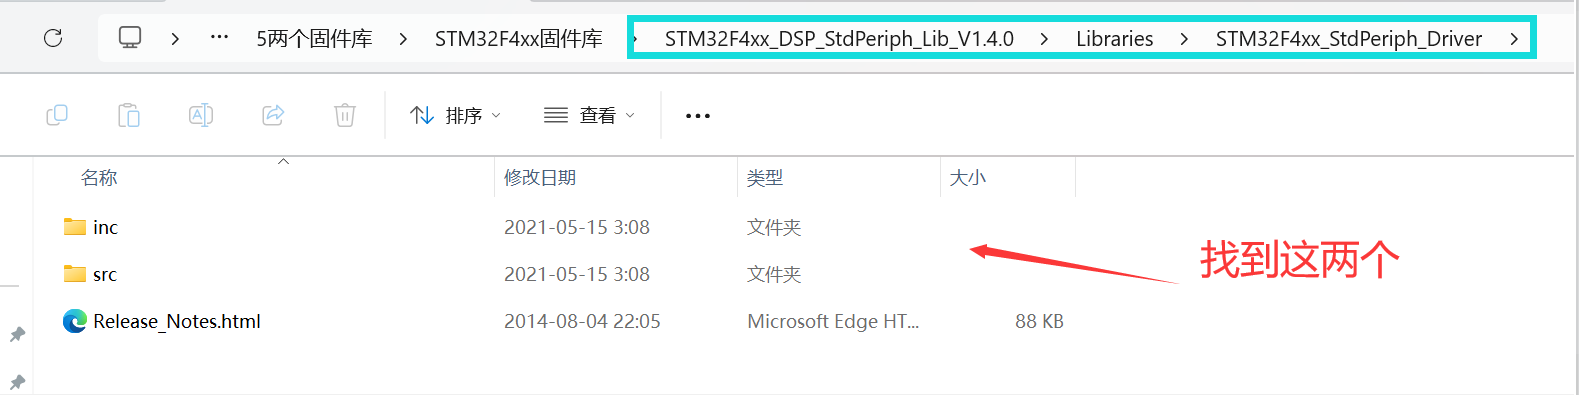 … 5两个固件库 STM32F4xx固件库 STM32F4xx_DSP_StdPeriph_Lib_V1.4.0 Libraries STM32F4xx_StdPeriph_Driver
排序 查看 …
名称 修改日期 类型 大小
inc 2021-05-15 3:08 文件夹
src 2021-05-15 3:08 文件夹
Release_Notes.html 2014-08-04 22:05 Microsoft Edge HT... 88 KB
找到这两个